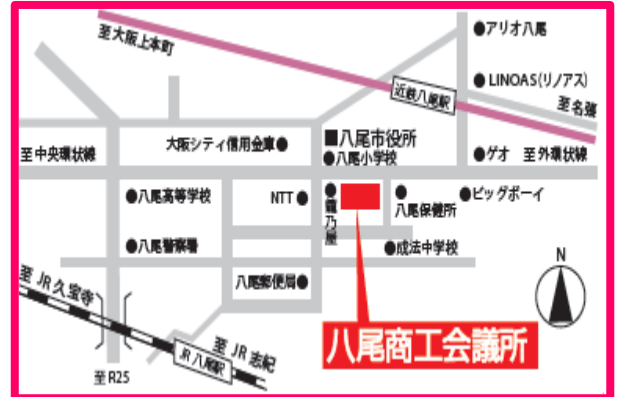 至大阪上本町
●アリオ八尾
近鉄八尾駅
●LINOAS(リノアス)
至名張
大阪シティ信用金庫●
■八尾市役所
●八尾小学校
至中央環状線
●ゲオ 至外環状線
●八尾高等学校
NTT●
●八尾保健所
●ビッグボーイ
●八尾警察署
●成法中学校
八尾郵便局●
N
至JR久宝寺
JR八尾駅
至JR志紀
至R25
八尾商工会議所